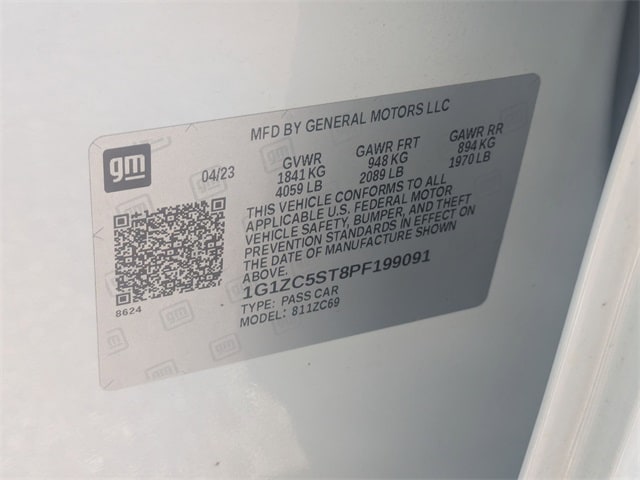 MFD BY GENERAL MOTORS LLC
gm
04/23
GVWR
1841 KG
4059 LB
GAWR FRT
948 KG
2089 LB
GAWR RR
894 KG
1970 LB
THIS VEHICLE CONFORMS TO ALL
APPLICABLE U.S. FEDERAL MOTOR
VEHICLE SAFETY, BUMPER, AND THEFT
PREVENTION STANDARDS IN EFFECT ON
THE DATE OF MANUFACTURE SHOWN
ABOVE.
1G1ZC5ST8PF199091
TYPE: PASS CAR
MODEL: 811ZC69
8624